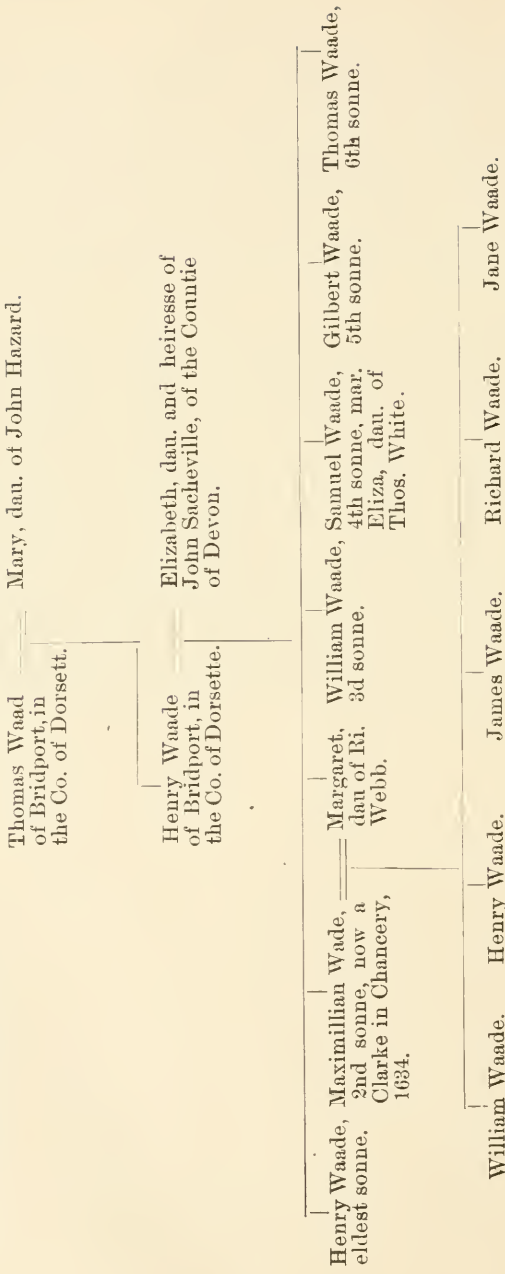 Thomas Waad
of Bridport, in
the Co. of Dorsett.
Mary, dau. of John Hazard.
Henry Waade
of Bridport, in
the Co. of Dorsette.
Elizabeth, dau. and heiresse of
John Sacheville, of the Countie
of Devon.
Henry Waade,
eldest sonne.
Maximillian Wade,
2nd sonne, now a
Clarke in Chancery,
1634.
Margaret,
dau of Ri.
Webb.
William Waade,
3d sonne.
Samuel Waade,
4th sonne, mar.
Eliza, dau. of
Thos. White.
Gilbert Waade,
5th sonne.
Thomas Waade,
6th sonne.
William Waade.
Henry Waade.
James Waade.
Richard Waade.
Jane Waade.